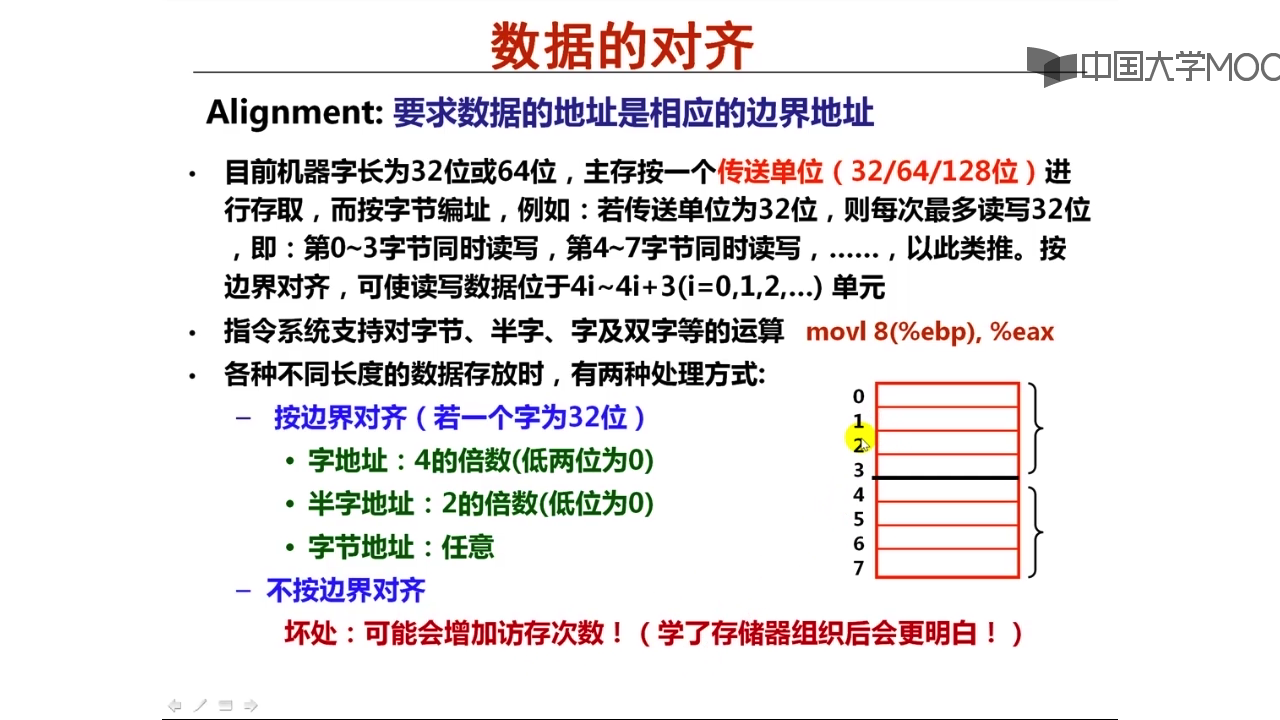 数据的对齐
中国大学MOO
Alignment: 要求数据的地址是相应的边界地址
• 目前机器字长为32位或64位，主存按一个传送单位（32/64/128位）进
行存取，而按字节编址，例如：若传送单位为32位，则每次最多读写32位
，即：第0~3字节同时读写，第4~7字节同时读写，……，以此类推。按
边界对齐，可使读写数据位于4i~4i+3(i=0,1,2,…) 单元
• 指令系统支持对字节、半字、字及双字等的运算 movl 8(%ebp), %eax
• 各种不同长度的数据存放时，有两种处理方式:
– 按边界对齐（若一个字为32位）
• 字地址：4的倍数(低两位为0)
• 半字地址：2的倍数(低位为0)
• 字节地址：任意
– 不按边界对齐
坏处：可能会增加访存次数！（学了存储器组织后会更明白！）
0
1
2
3
4
5
6
7